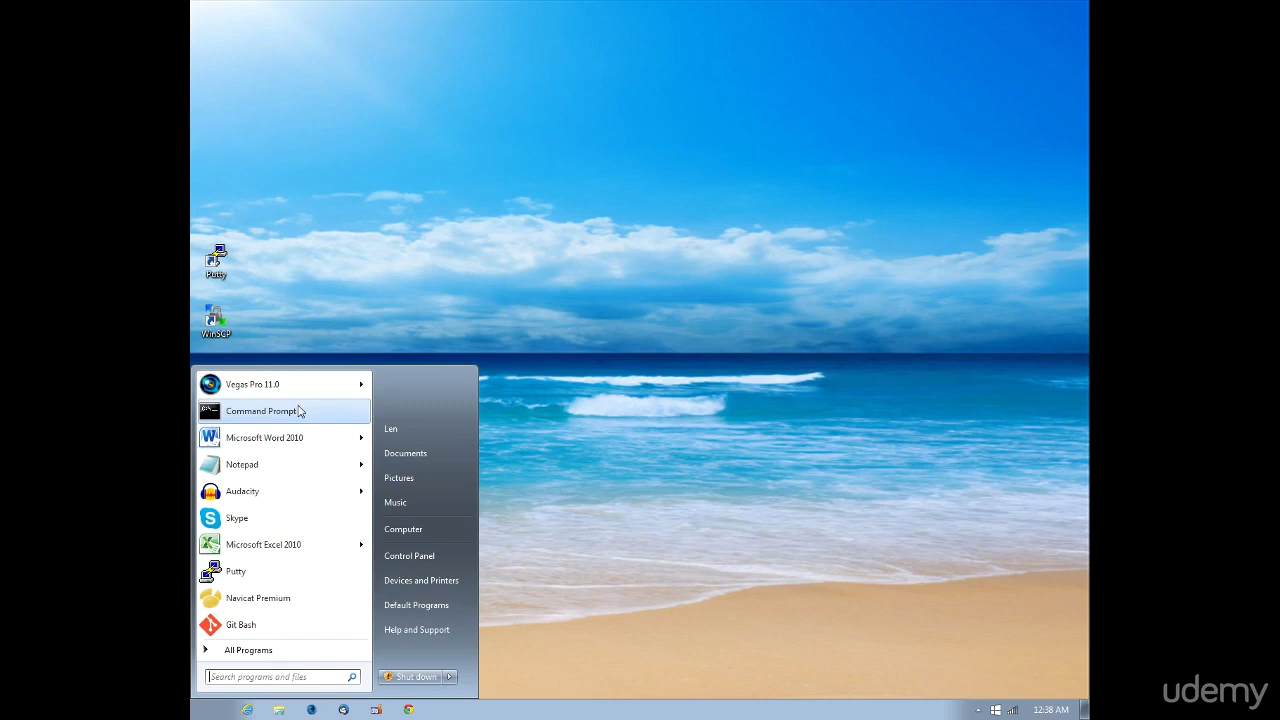 Putty
WinSCP
Vegas Pro 11.0
Command Prompt
Microsoft Word 2010
Notepad
Audacity
Skype
Microsoft Excel 2010
Putty
Navicat Premium
Git Bash
All Programs
Search programs and files
Len
Documents
Pictures
Music
Computer
Control Panel
Devices and Printers
Default Programs
Help and Support
Shut down
12:38 AM
udemy